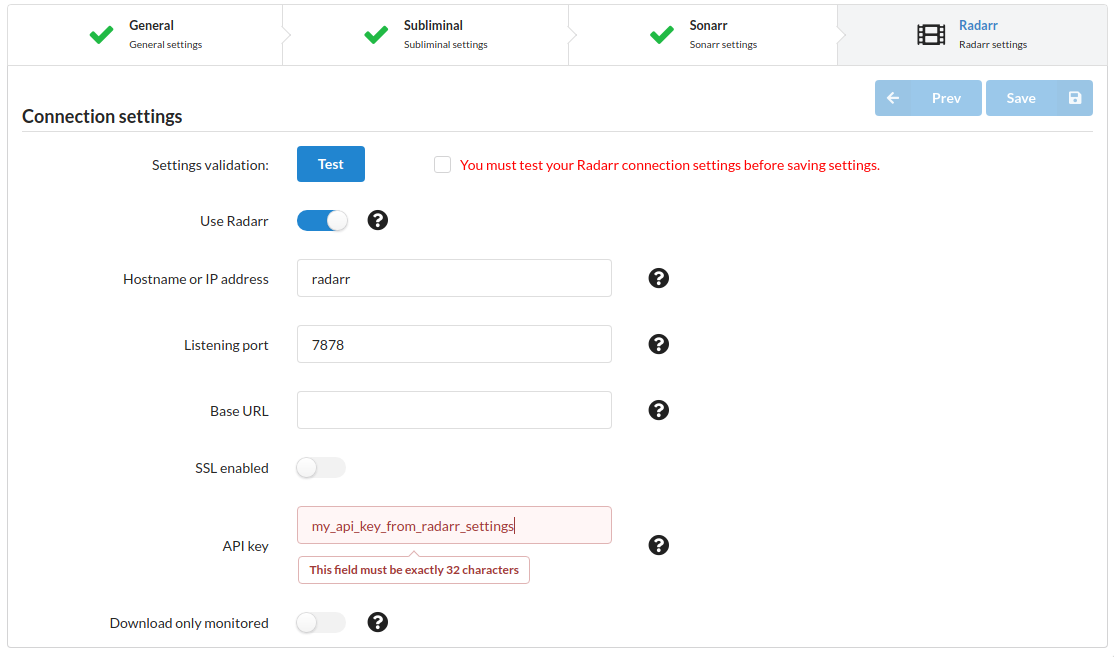 General
General settings
Subliminal
Subliminal settings
Sonarr
Sonarr settings
Radarr
Radarr settings
Prev
Save
Connection settings
Settings validation:
Test
You must test your Radarr connection settings before saving settings.
Use Radarr
Hostname or IP address
radarr
Listening port
7878
Base URL
SSL enabled
API key
my_api_key_from_radarr_settings
This field must be exactly 32 characters
Download only monitored